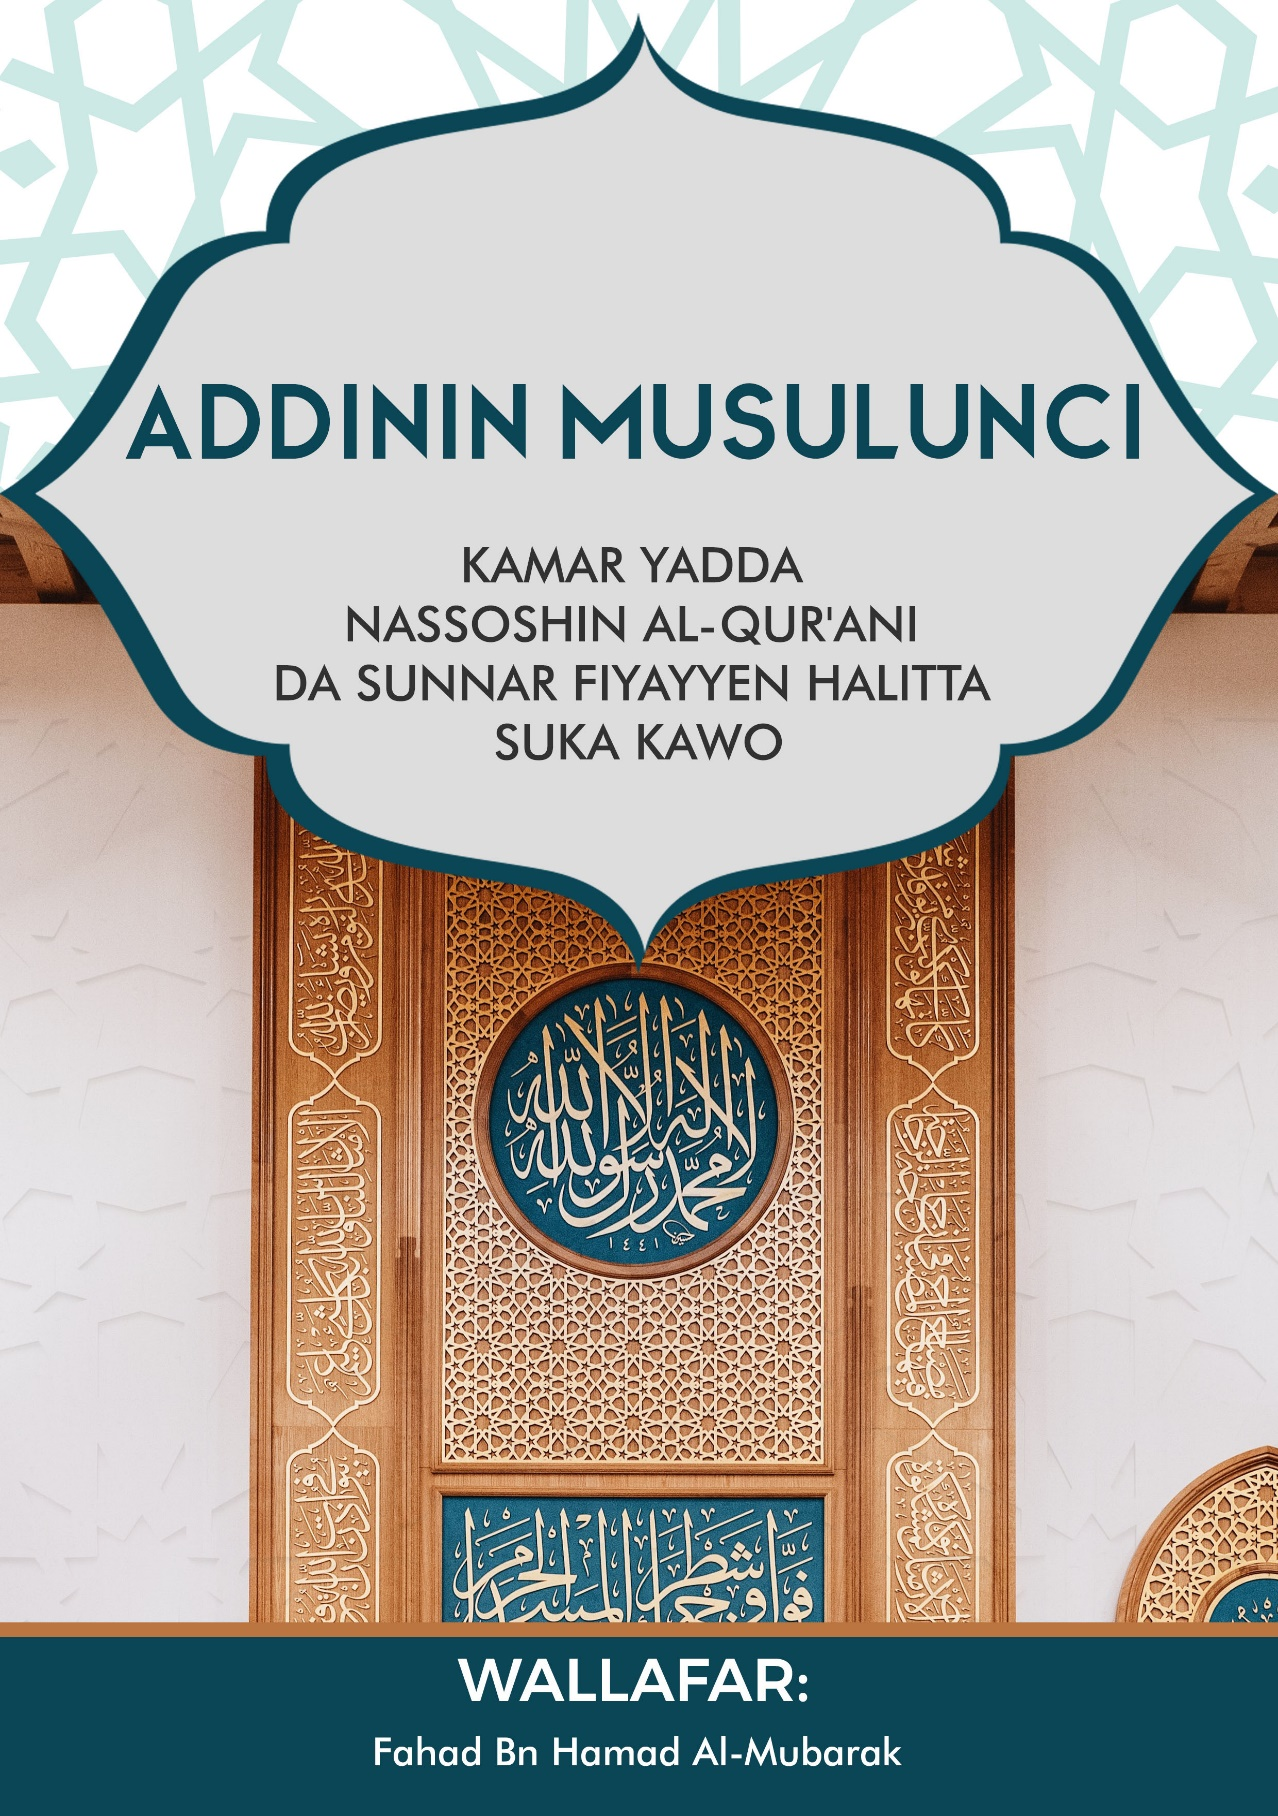 ADDININ MUSULUNCI
KAMAR YADDA
NASSOSHIN AL-QUR'ANI
DA SUNNAR FIYAYYEN HALITTA
SUKA KAWO
لا إله إلا الله
محمد رسول الله
١٤٤١
فول وجهك شطر المسجد الحرام
WALLAFAR:
Fahad Bn Hamad Al-Mubarak